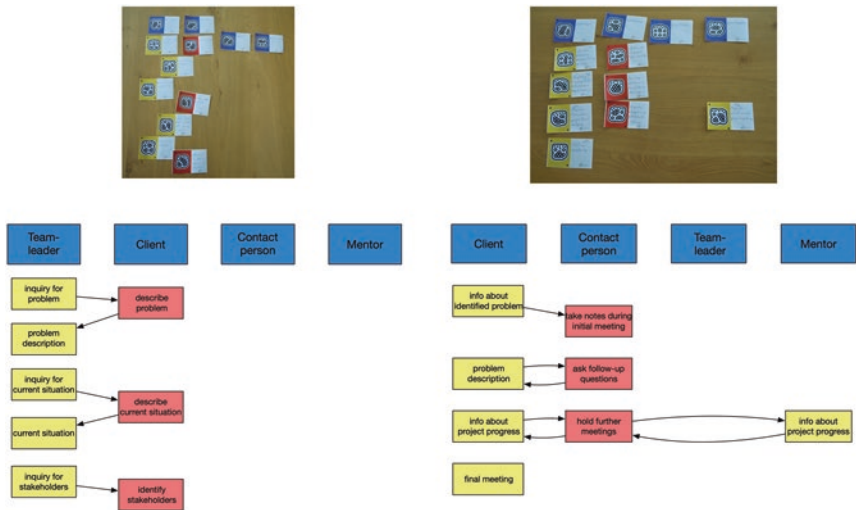 Team-
leader
Client
Contact
person
Mentor
inquiry for
problem
describe
problem
problem
description
inquiry for
current situation
describe
current situation
current situation
inquiry for
stakeholders
identify
stakeholders
Client
Contact
person
Team-
leader
Mentor
info about
identified problem
take notes during
initial meeting
problem
description
ask follow-up
questions
info about
project progress
hold further
meetings
info about
project progress
final meeting